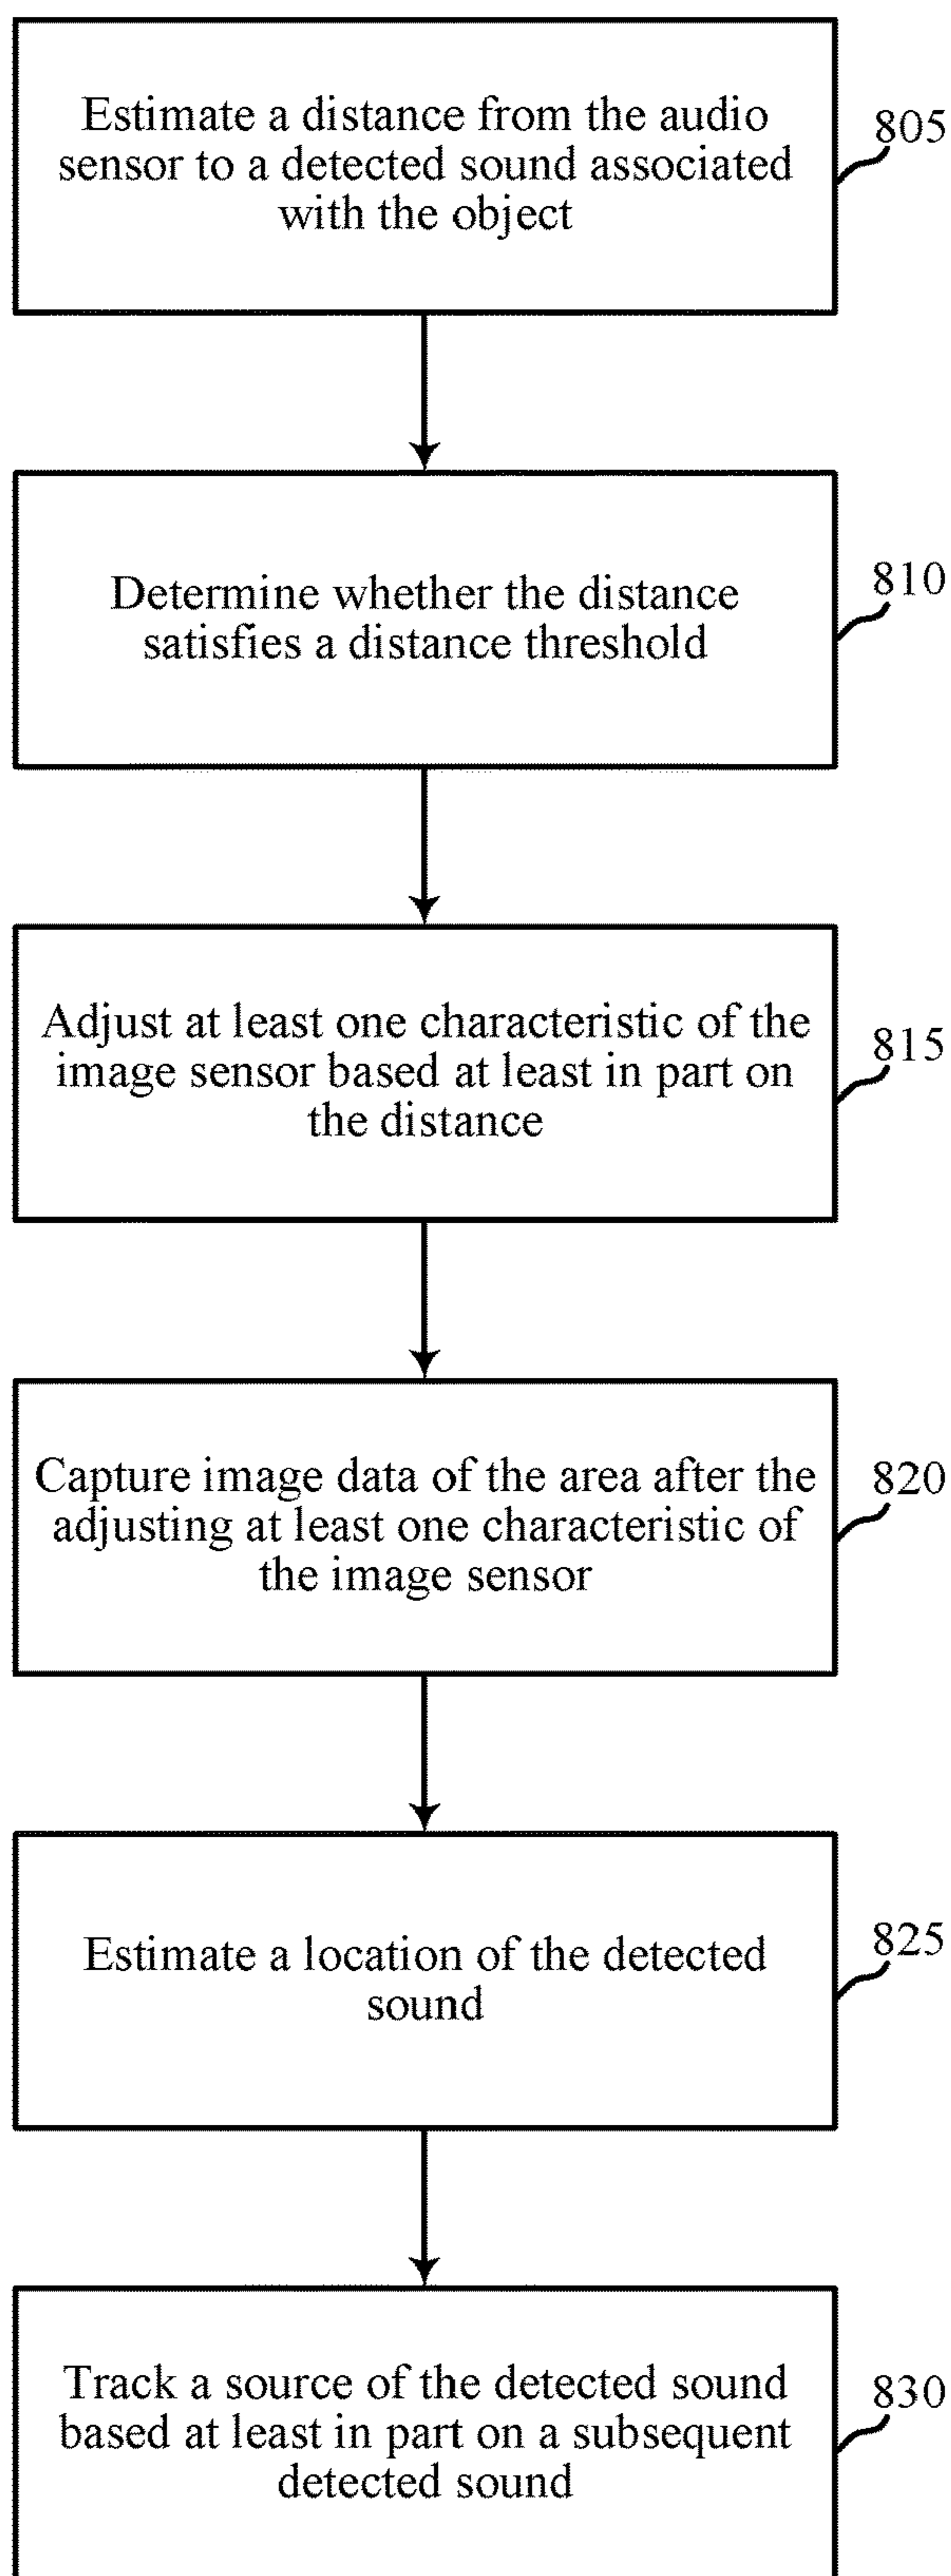 Estimate a distance from the audio
sensor to a detected sound associated
with the object
805
Determine whether the distance
satisfies a distance threshold
810
Adjust at least one characteristic of the
image sensor based at least in part on
the distance
815
Capture image data of the area after the
adjusting at least one characteristic of
the image sensor
820
Estimate a location of the detected
sound
825
Track a source of the detected sound
based at least in part on a subsequent
detected sound
830